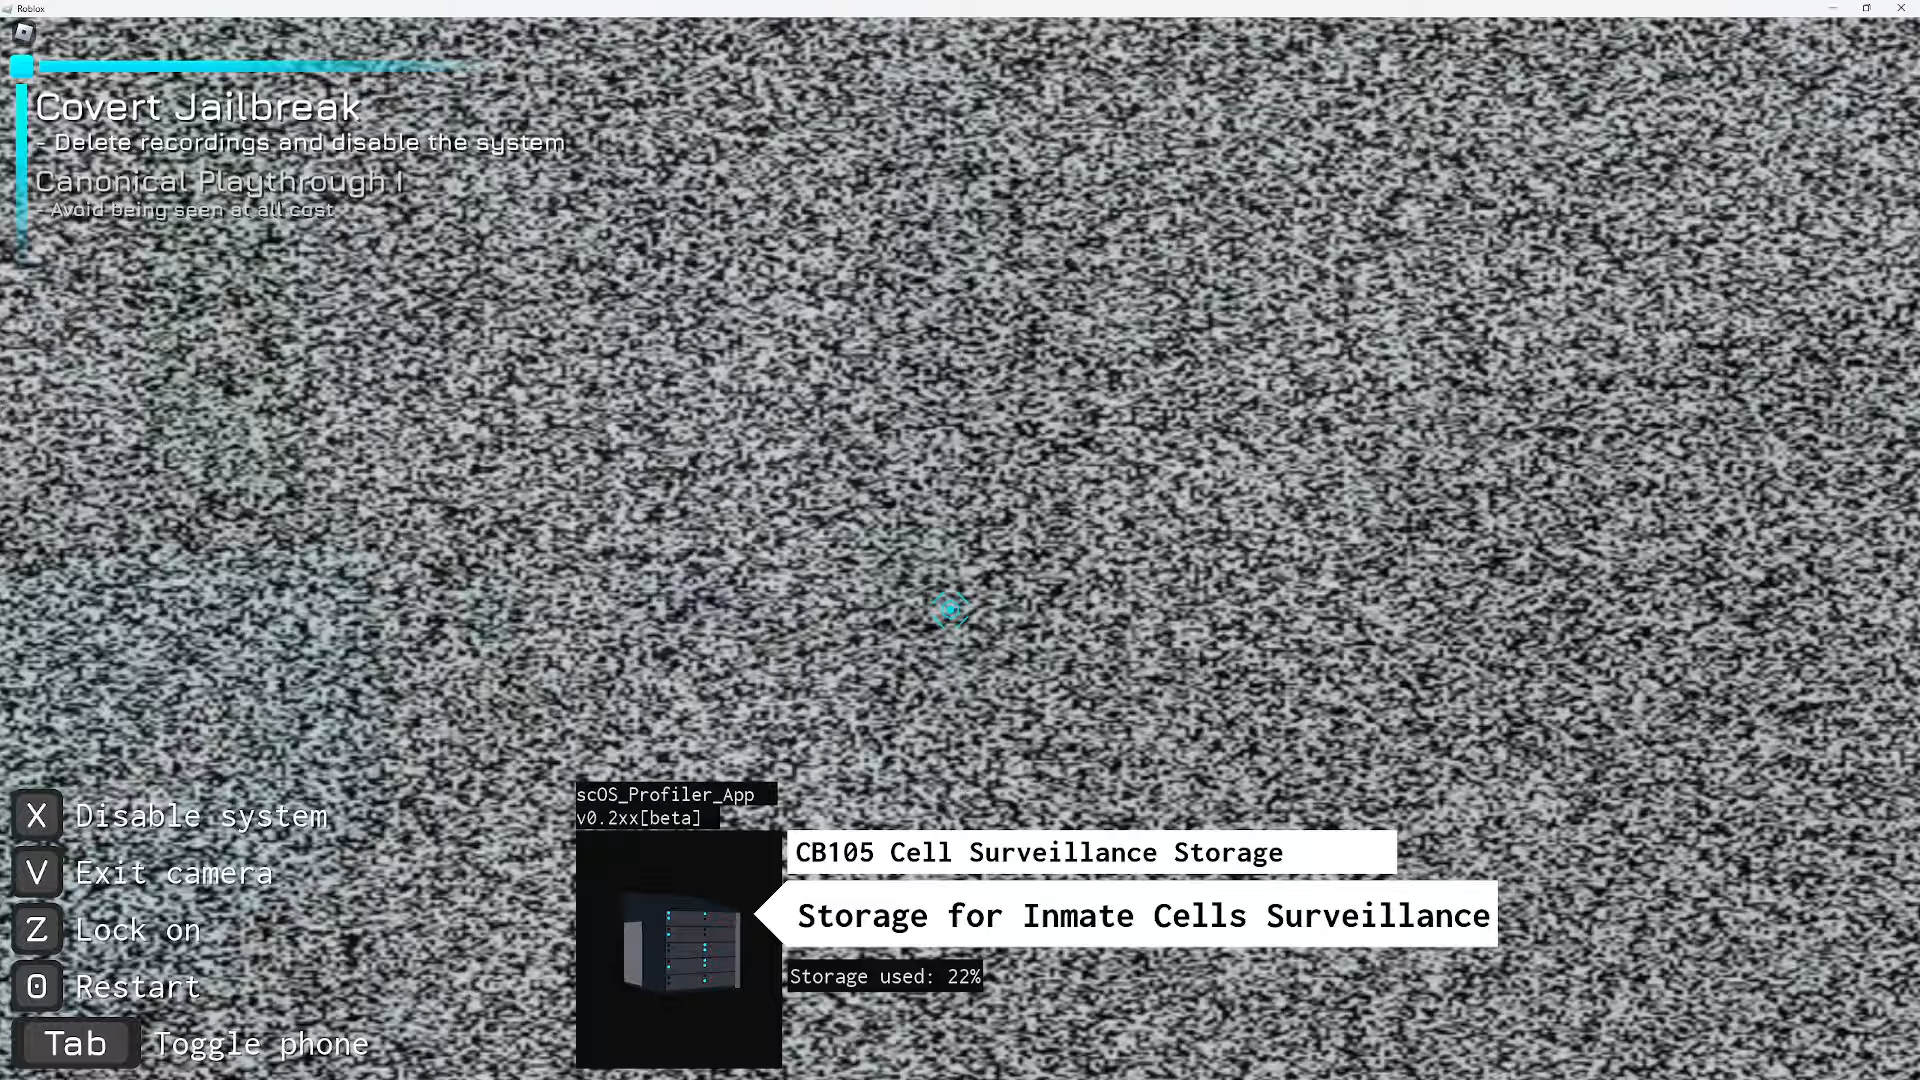 Roblox
Covert Jailbreak
- Delete recordings and disable the system
Canonical Playthrough I
- Avoid being seen at all cost
X Disable system
V Exit camera
Z Lock on
0 Restart
Tab Toggle phone
scOS_Profiler_App
v0.2xx[beta]
CB105 Cell Surveillance Storage
Storage for Inmate Cells Surveillance
Storage used: 22%